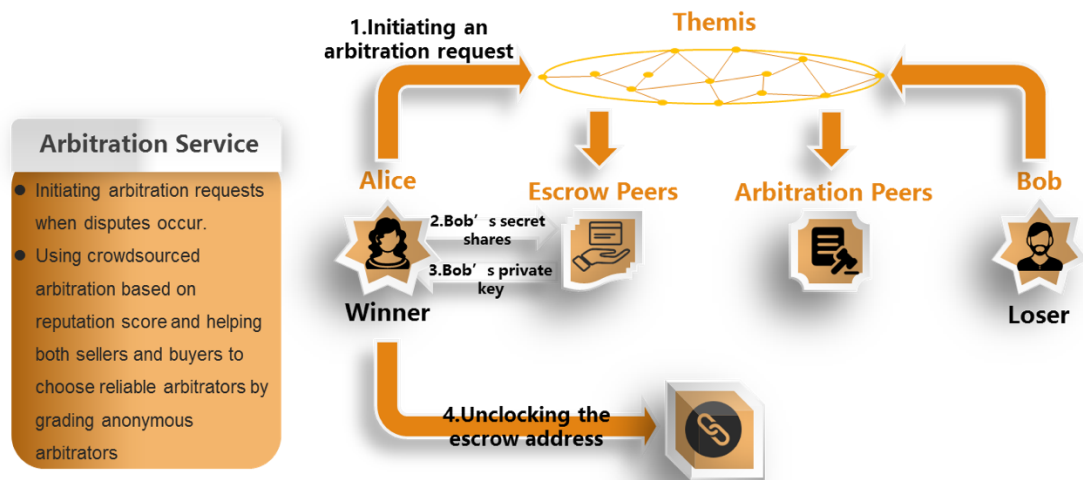 1.Initiating an
arbitration request
Themis
Arbitration Service
● Initiating arbitration requests
when disputes occur.
● Using crowdsourced
arbitration based on
reputation score and helping
both sellers and buyers to
choose reliable arbitrators by
grading anonymous
arbitrators
Alice
Escrow Peers
Arbitration Peers
Bob
2.Bob’s secret
shares
3.Bob’s private
key
Winner
Loser
4.Unclocking the
escrow address